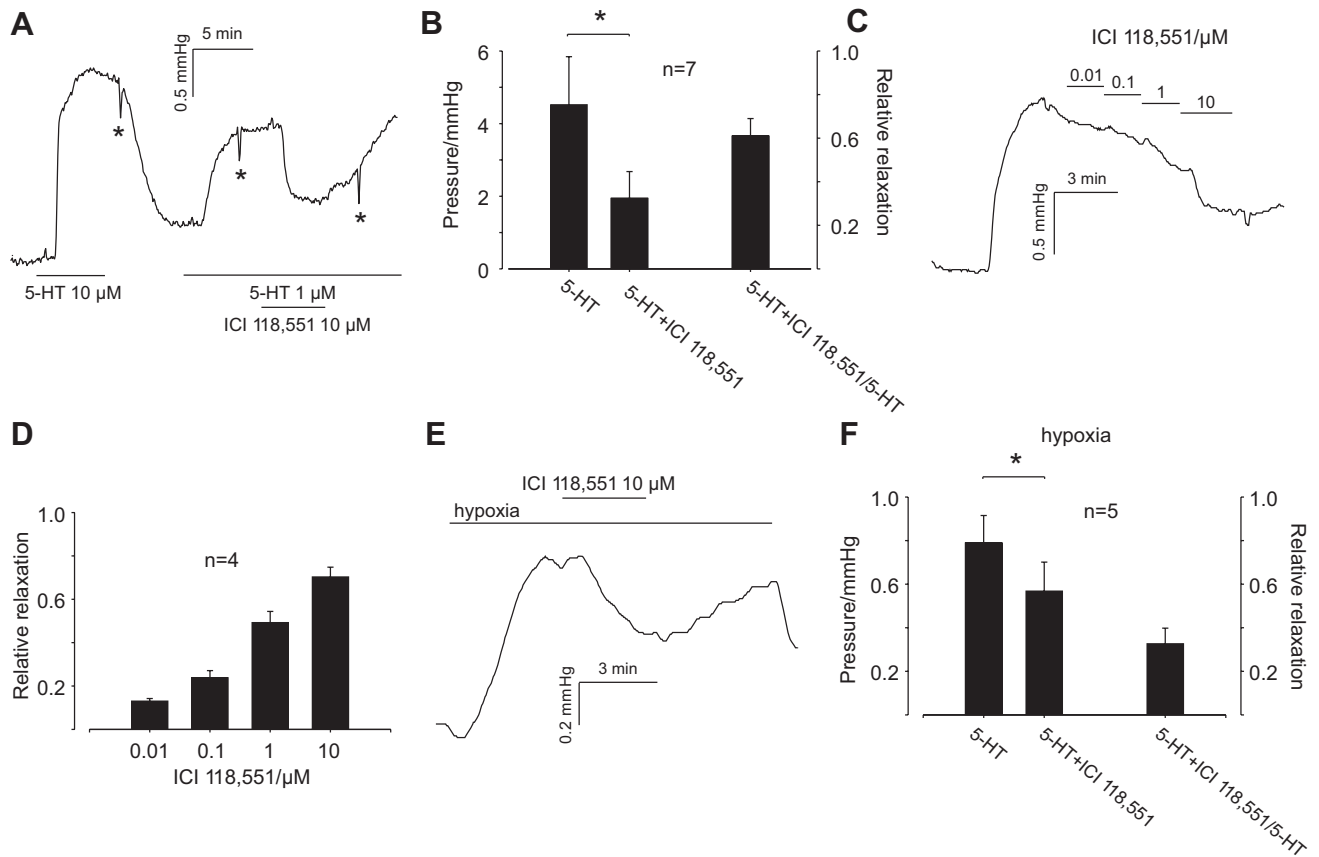 A
5 min
0.5 mmHg
*
*
*
5-HT 10 µM
5-HT 1 µM
ICI 118,551 10 µM
B
*
n=7
Pressure/mmHg
6
4
2
0
Relative relaxation
1.0
0.6
0.2
5-HT
5-HT+ICI 118,551
5-HT+ICI 118,551/5-HT
C
ICI 118,551/µM
0.01
0.1
1
10
3 min
0.5 mmHg
D
Relative relaxation
1.0
0.6
0.2
n=4
0.01
0.1
1
10
ICI 118,551/µM
E
ICI 118,551 10 µM
hypoxia
3 min
0.2 mmHg
F
hypoxia
*
n=5
Pressure/mmHg
1.0
0.6
0.2
Relative relaxation
1.0
0.6
0.2
5-HT
5-HT+ICI 118,551
5-HT+ICI 118,551/5-HT